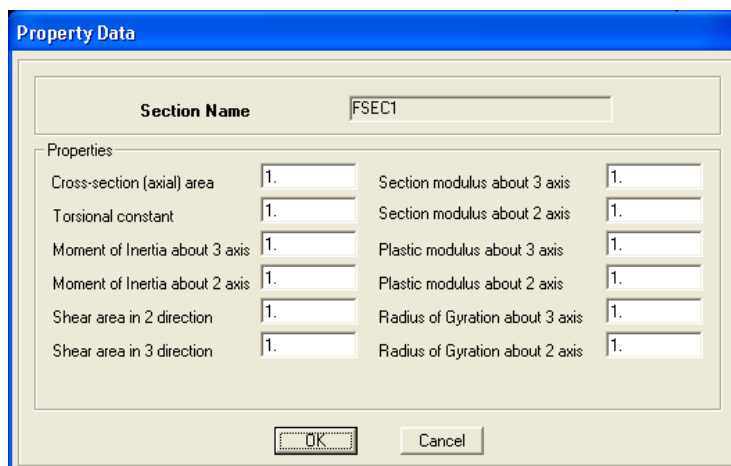 Property Data
Section Name FSEC1
Properties
Cross-section (axial) area 1. Section modulus about 3 axis 1.
Torsional constant 1. Section modulus about 2 axis 1.
Moment of Inertia about 3 axis 1. Plastic modulus about 3 axis 1.
Moment of Inertia about 2 axis 1. Plastic modulus about 2 axis 1.
Shear area in 2 direction 1. Radius of Gyration about 3 axis 1.
Shear area in 3 direction 1. Radius of Gyration about 2 axis 1.
OK Cancel